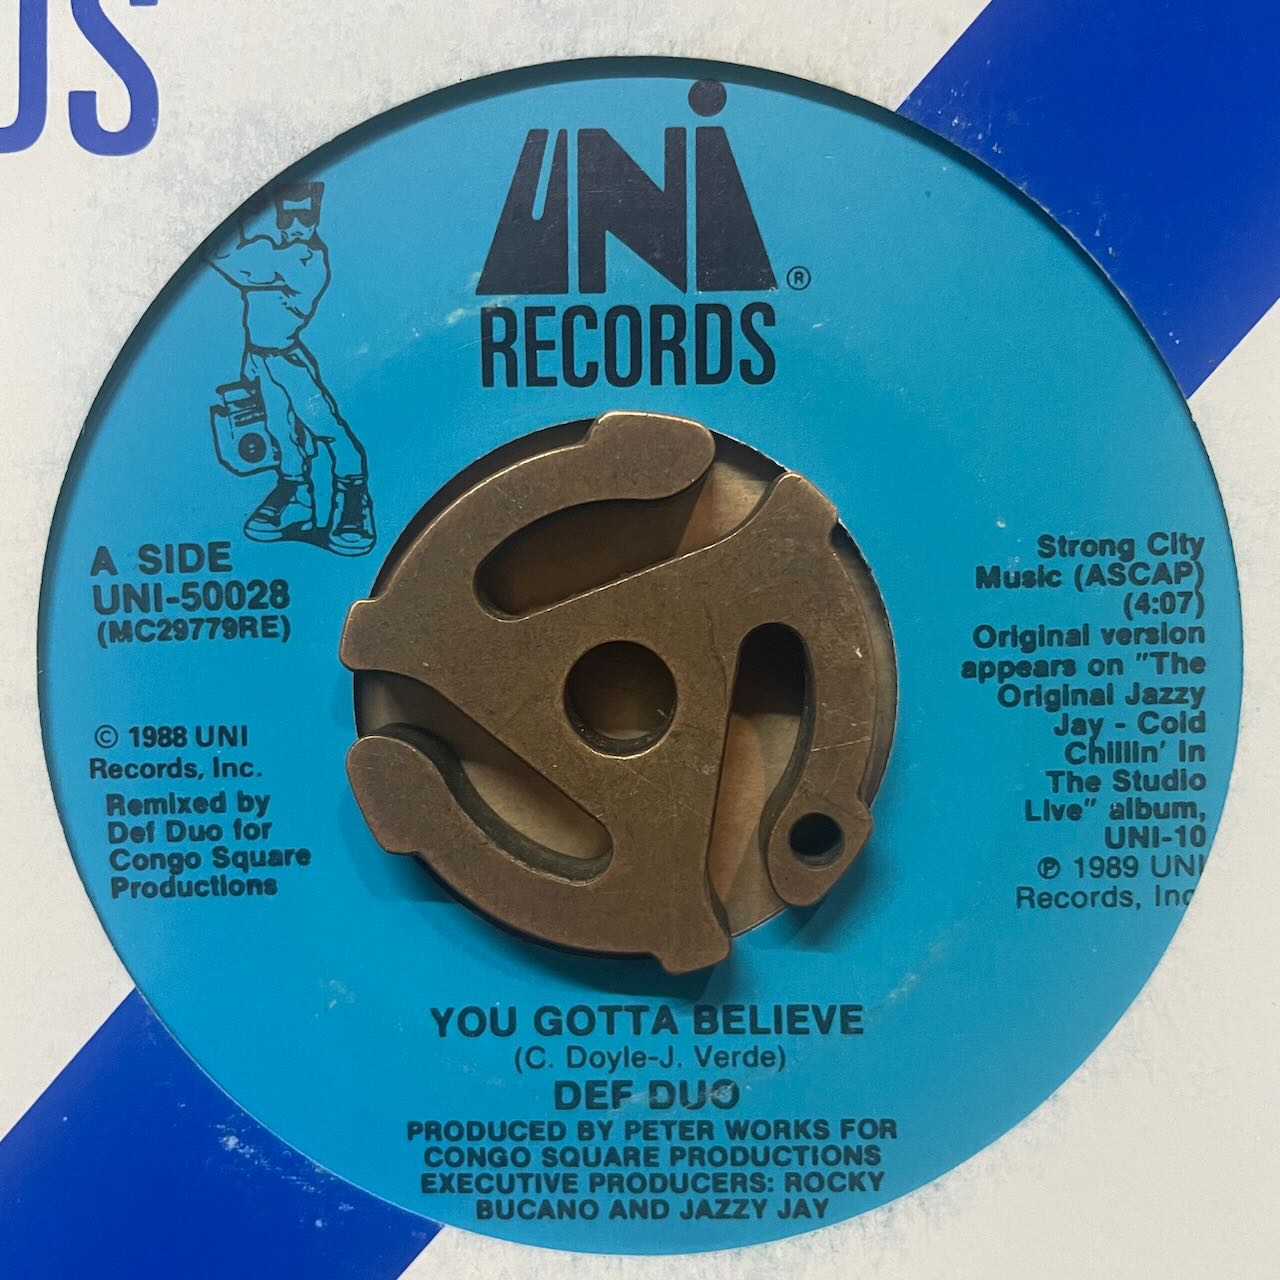 DS
UNI®
RECORDS
A SIDE
UNI-50028
(MC29779RE)
© 1988 UNI
Records, Inc.
Remixed by
Def Duo for
Congo Square
Productions
Strong City
Music (ASCAP)
(4:07)
Original version
appears on "The
Original Jazzy
Jay - Cold
Chillin' In
The Studio
Live" album,
UNI-10
℗ 1989 UNI
Records, Inc
YOU GOTTA BELIEVE
(C. Doyle-J. Verde)
DEF DUO
PRODUCED BY PETER WORKS FOR
CONGO SQUARE PRODUCTIONS
EXECUTIVE PRODUCERS: ROCKY
BUCANO AND JAZZY JAY